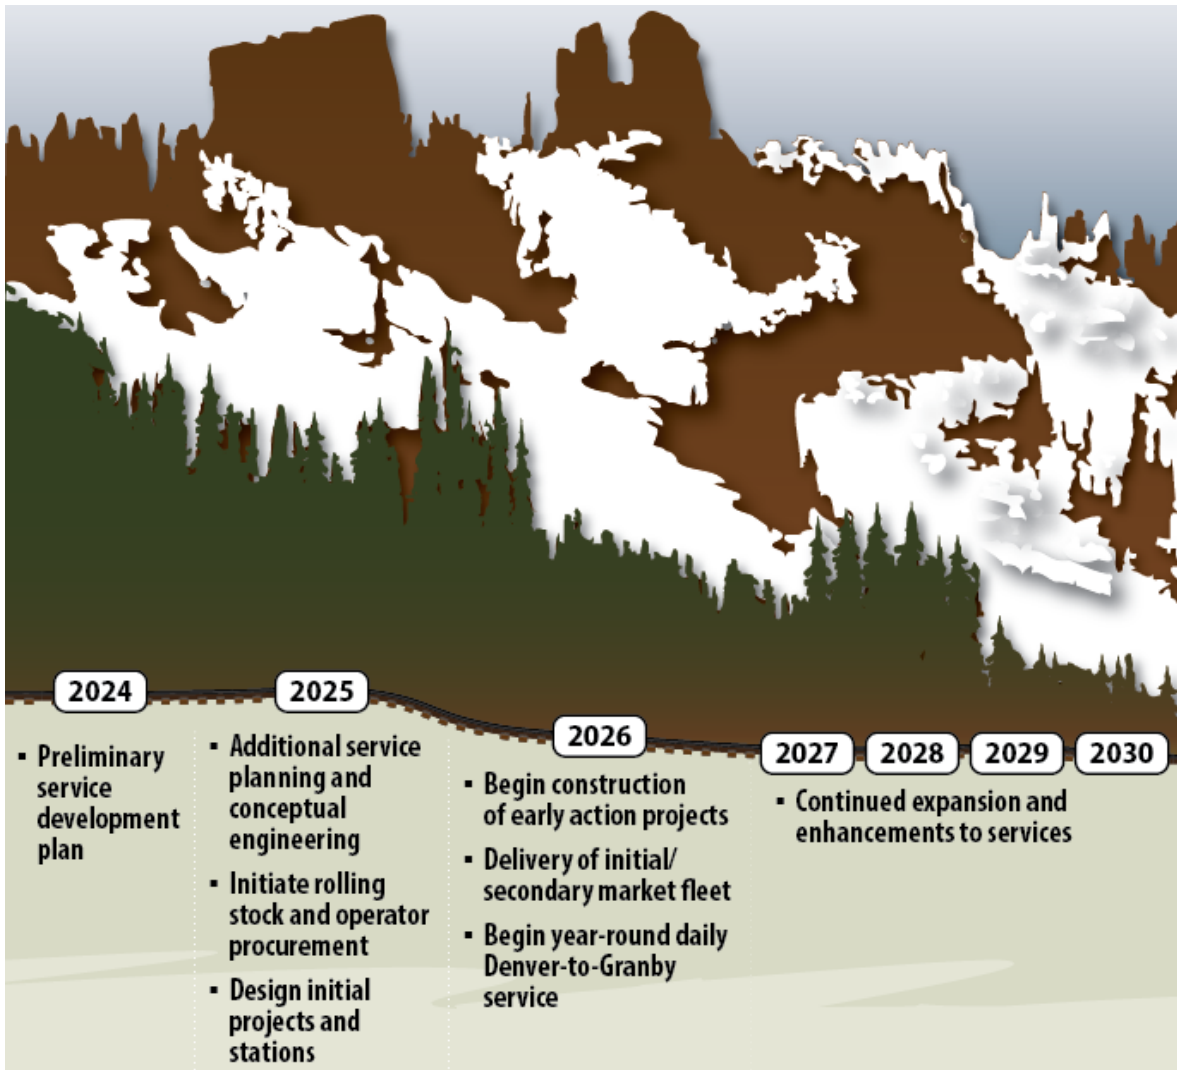 2024
▪ Preliminary
service
development
plan
2025
▪ Additional service
planning and
conceptual
engineering
▪ Initiate rolling
stock and operator
procurement
▪ Design initial
projects and
stations
2026
▪ Begin construction
of early action projects
▪ Delivery of initial/
secondary market fleet
▪ Begin year-round daily
Denver-to-Granby
service
2027 2028 2029 2030
▪ Continued expansion and
enhancements to services